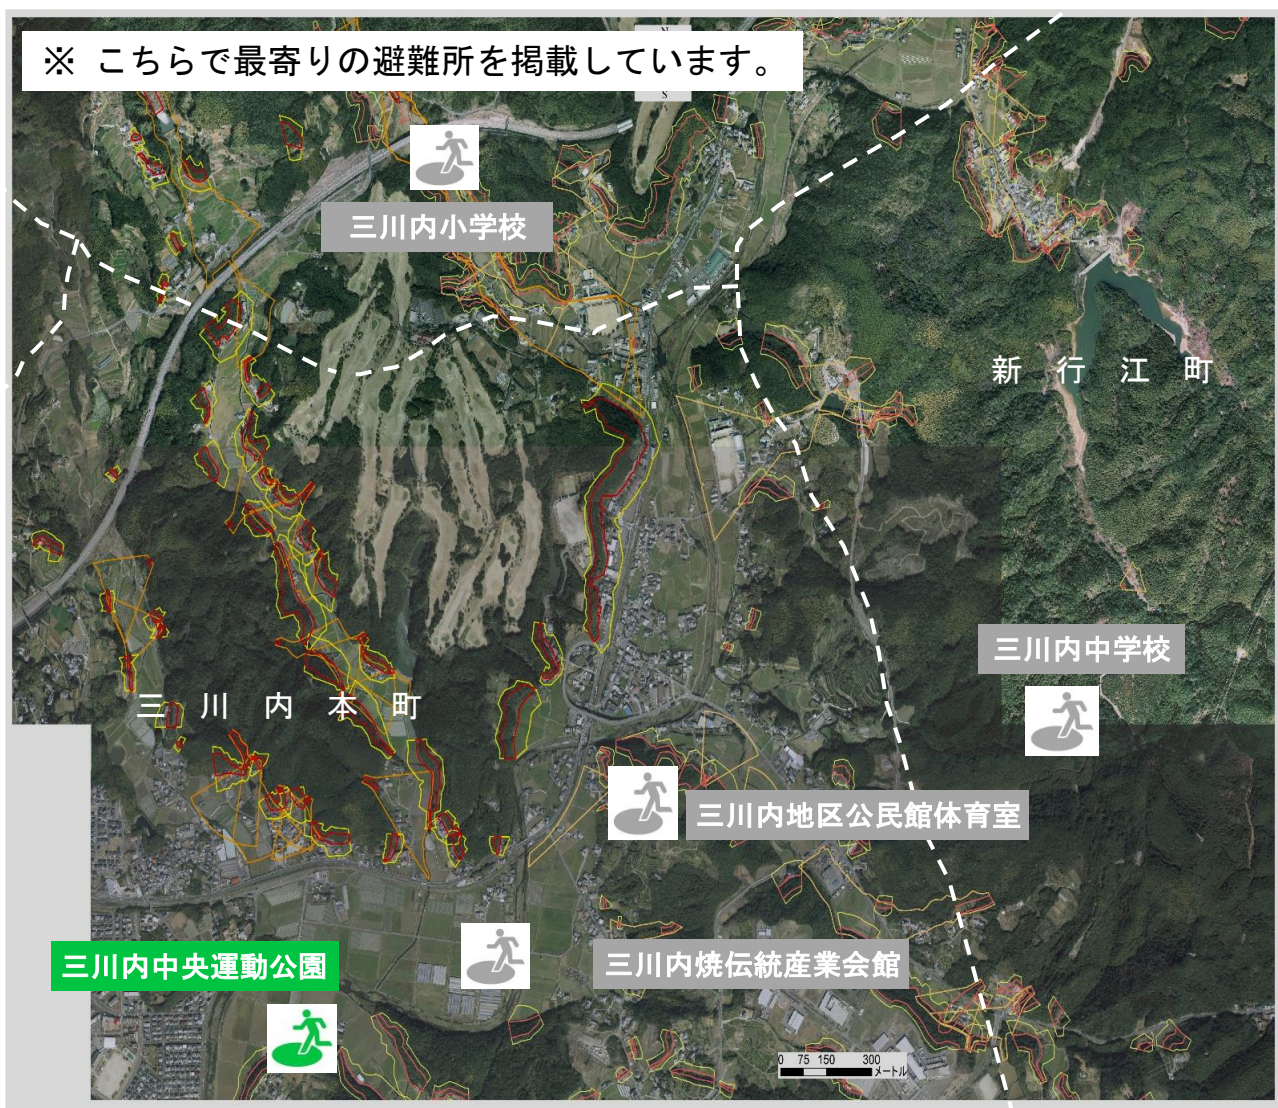 ※ こちらで最寄りの避難所を掲載しています。
N
S
三川内小学校
新行江町
三川内中学校
三川内本町
三川内地区公民館体育室
三川内中央運動公園
三川内焼伝統産業会館
0 75 150 300
メートル